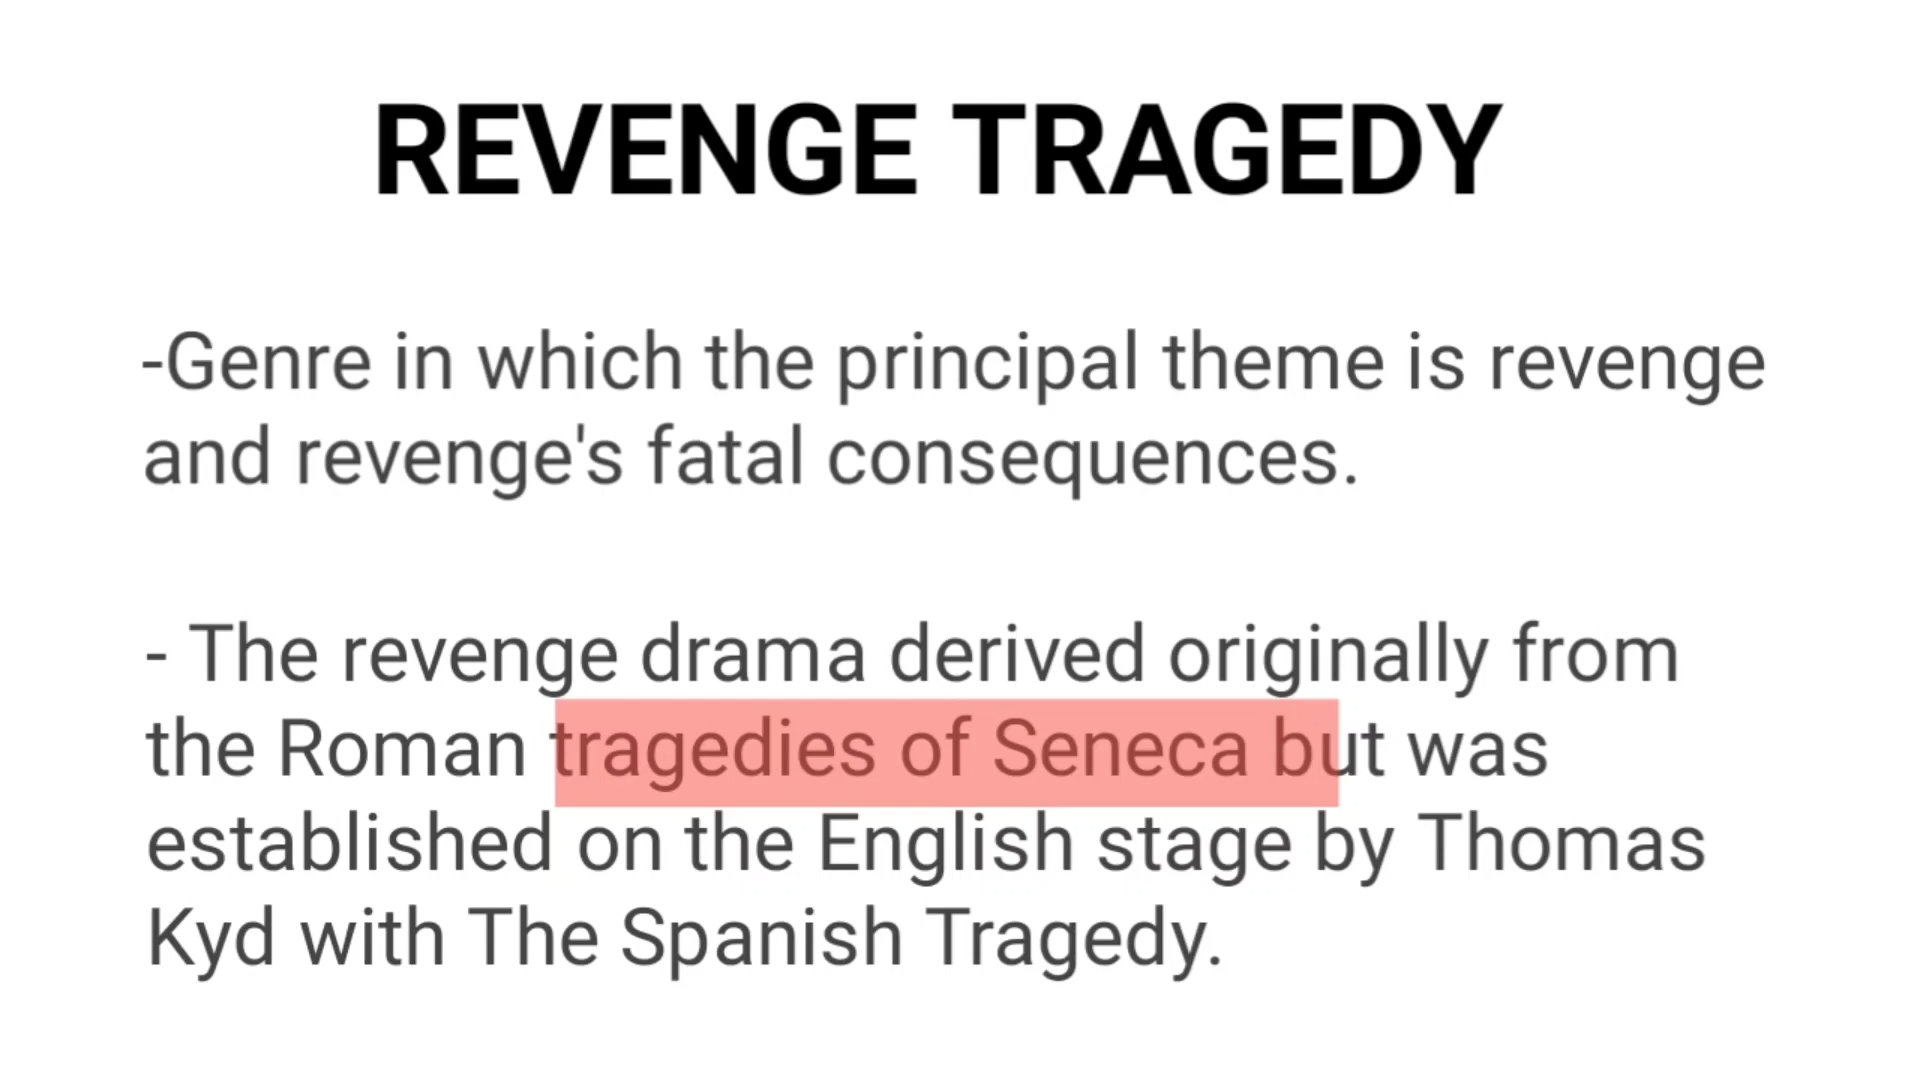 REVENGE TRAGEDY
-Genre in which the principal theme is revenge
and revenge's fatal consequences.
- The revenge drama derived originally from
the Roman tragedies of Seneca but was
established on the English stage by Thomas
Kyd with The Spanish Tragedy.